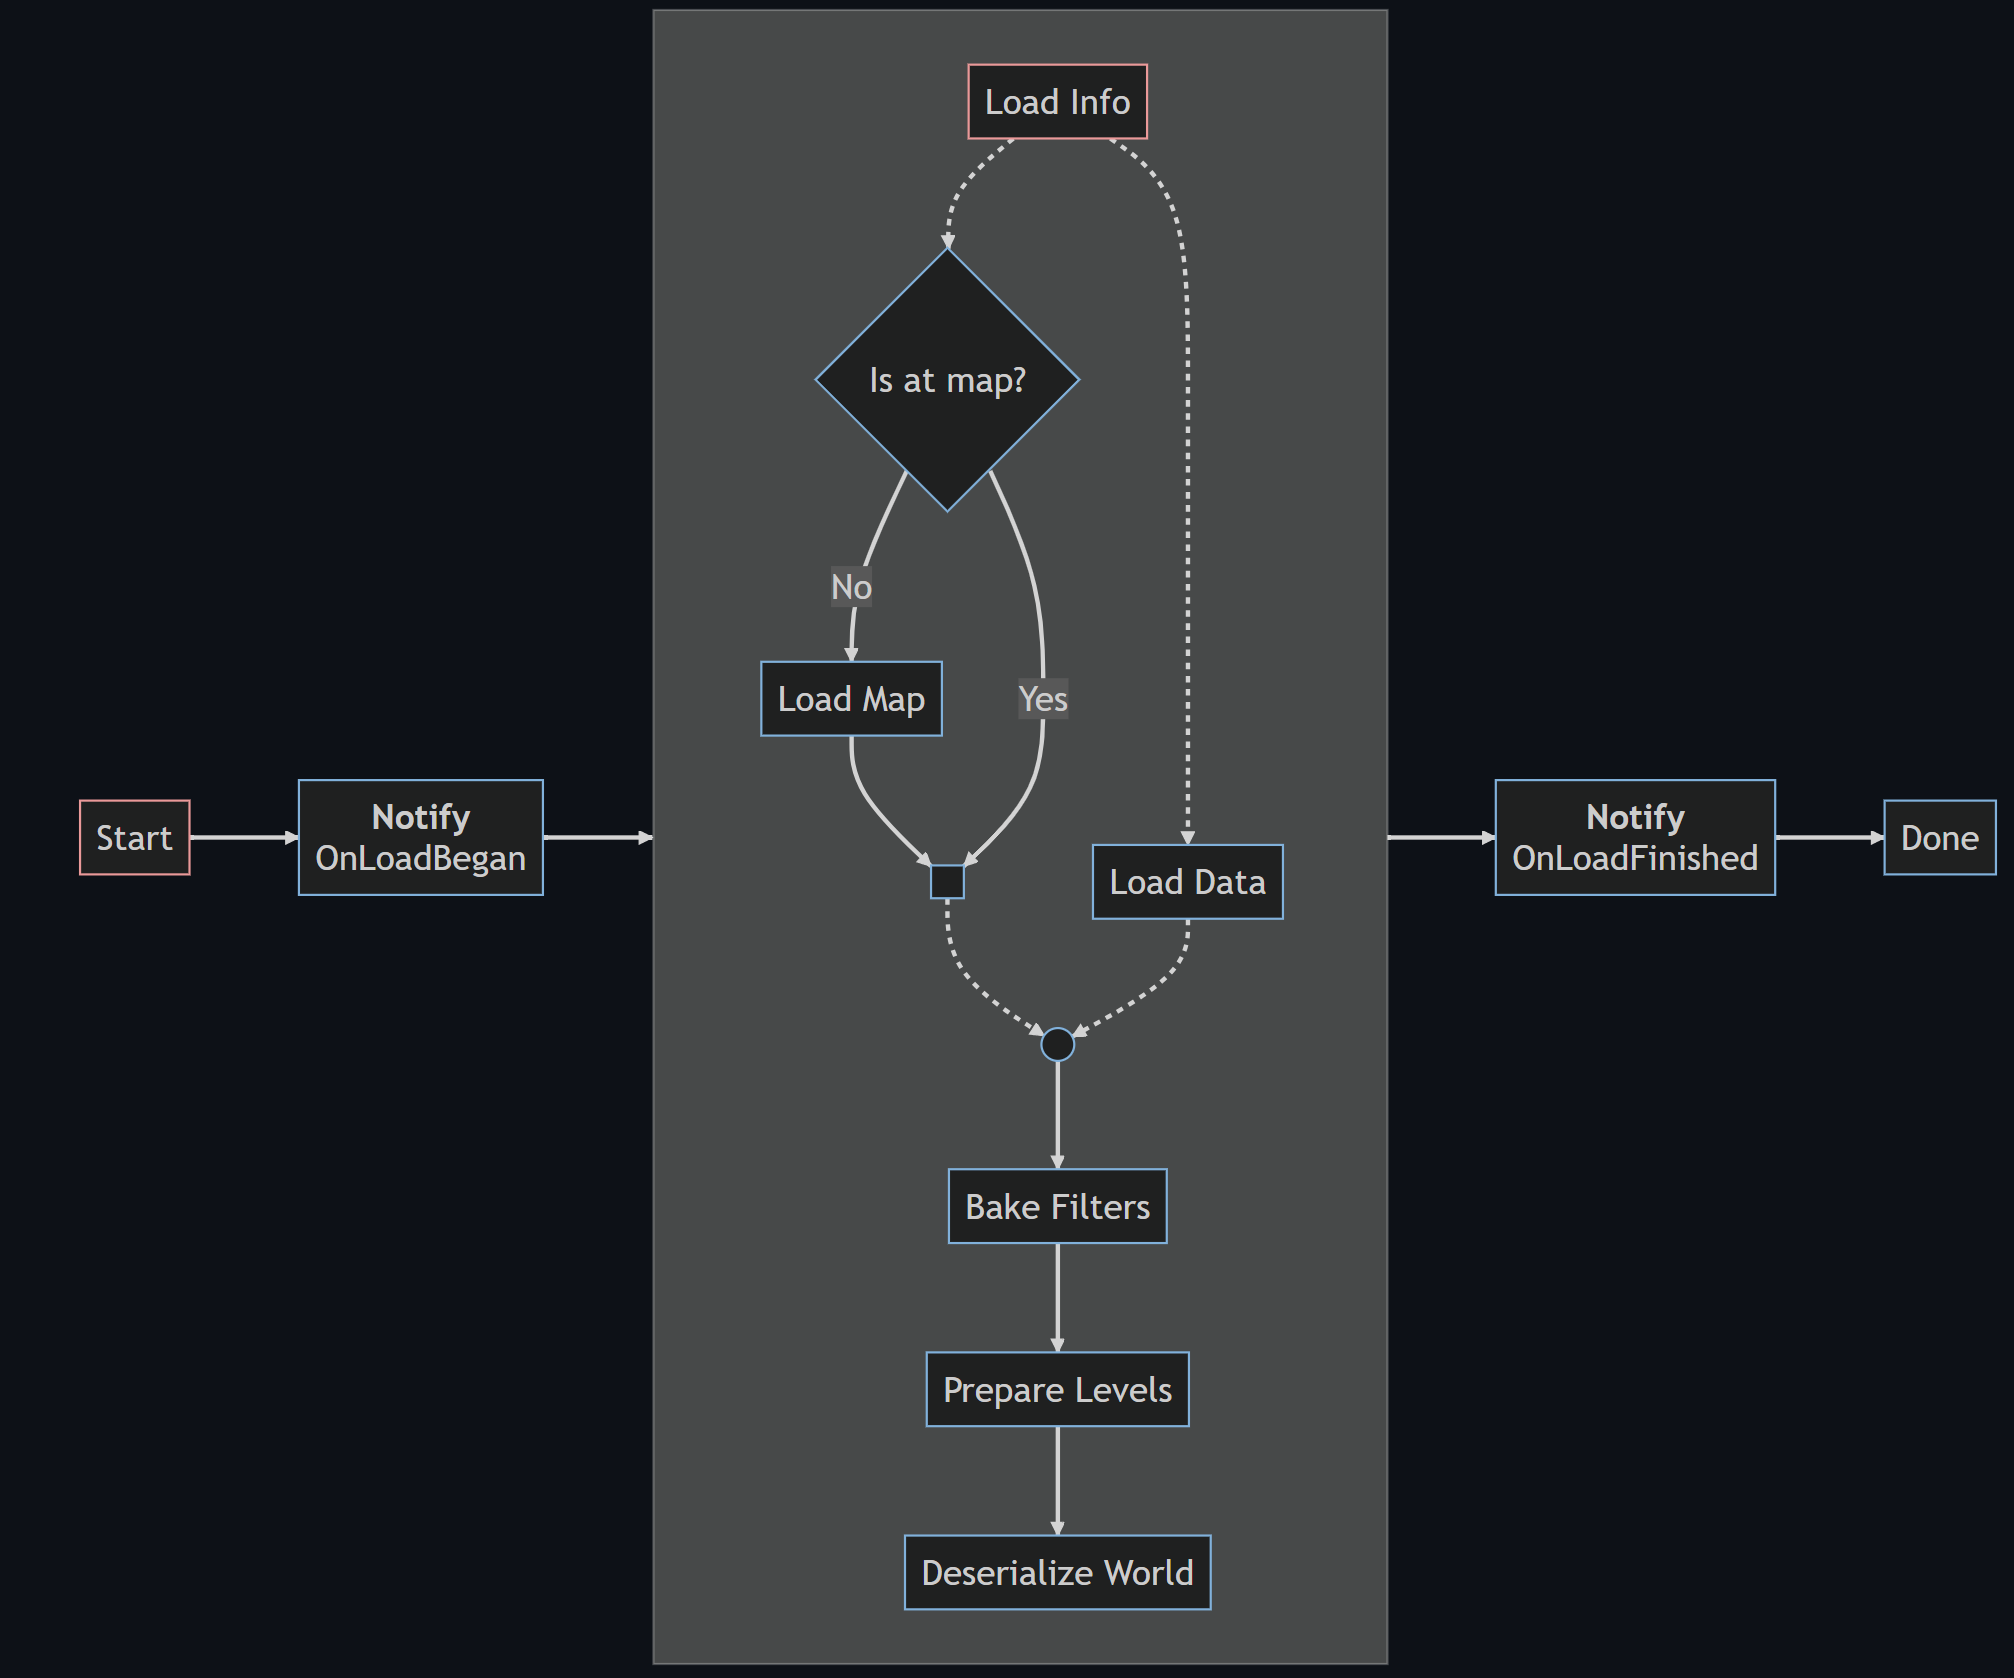 Start
Notify
OnLoadBegan
Load Info
Is at map?
No
Load Map
Yes
Load Data
Bake Filters
Prepare Levels
Deserialize World
Notify
OnLoadFinished
Done